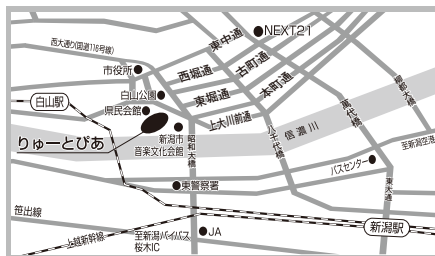 NEXT21
東中通
西大通り(国道116号線)
市役所
西堀通
古町通
白山公園
東堀通
本町通
柳都大橋
白山駅
県民会館
昭和大橋
上大川前通
八千代橋
信濃川
萬代橋
りゅーとぴあ
新潟市
音楽文化会館
至新潟空港
バスセンター
東大通
東警察署
笹出線
新潟駅
上越新幹線
至新潟バイパス
桜木IC
JA